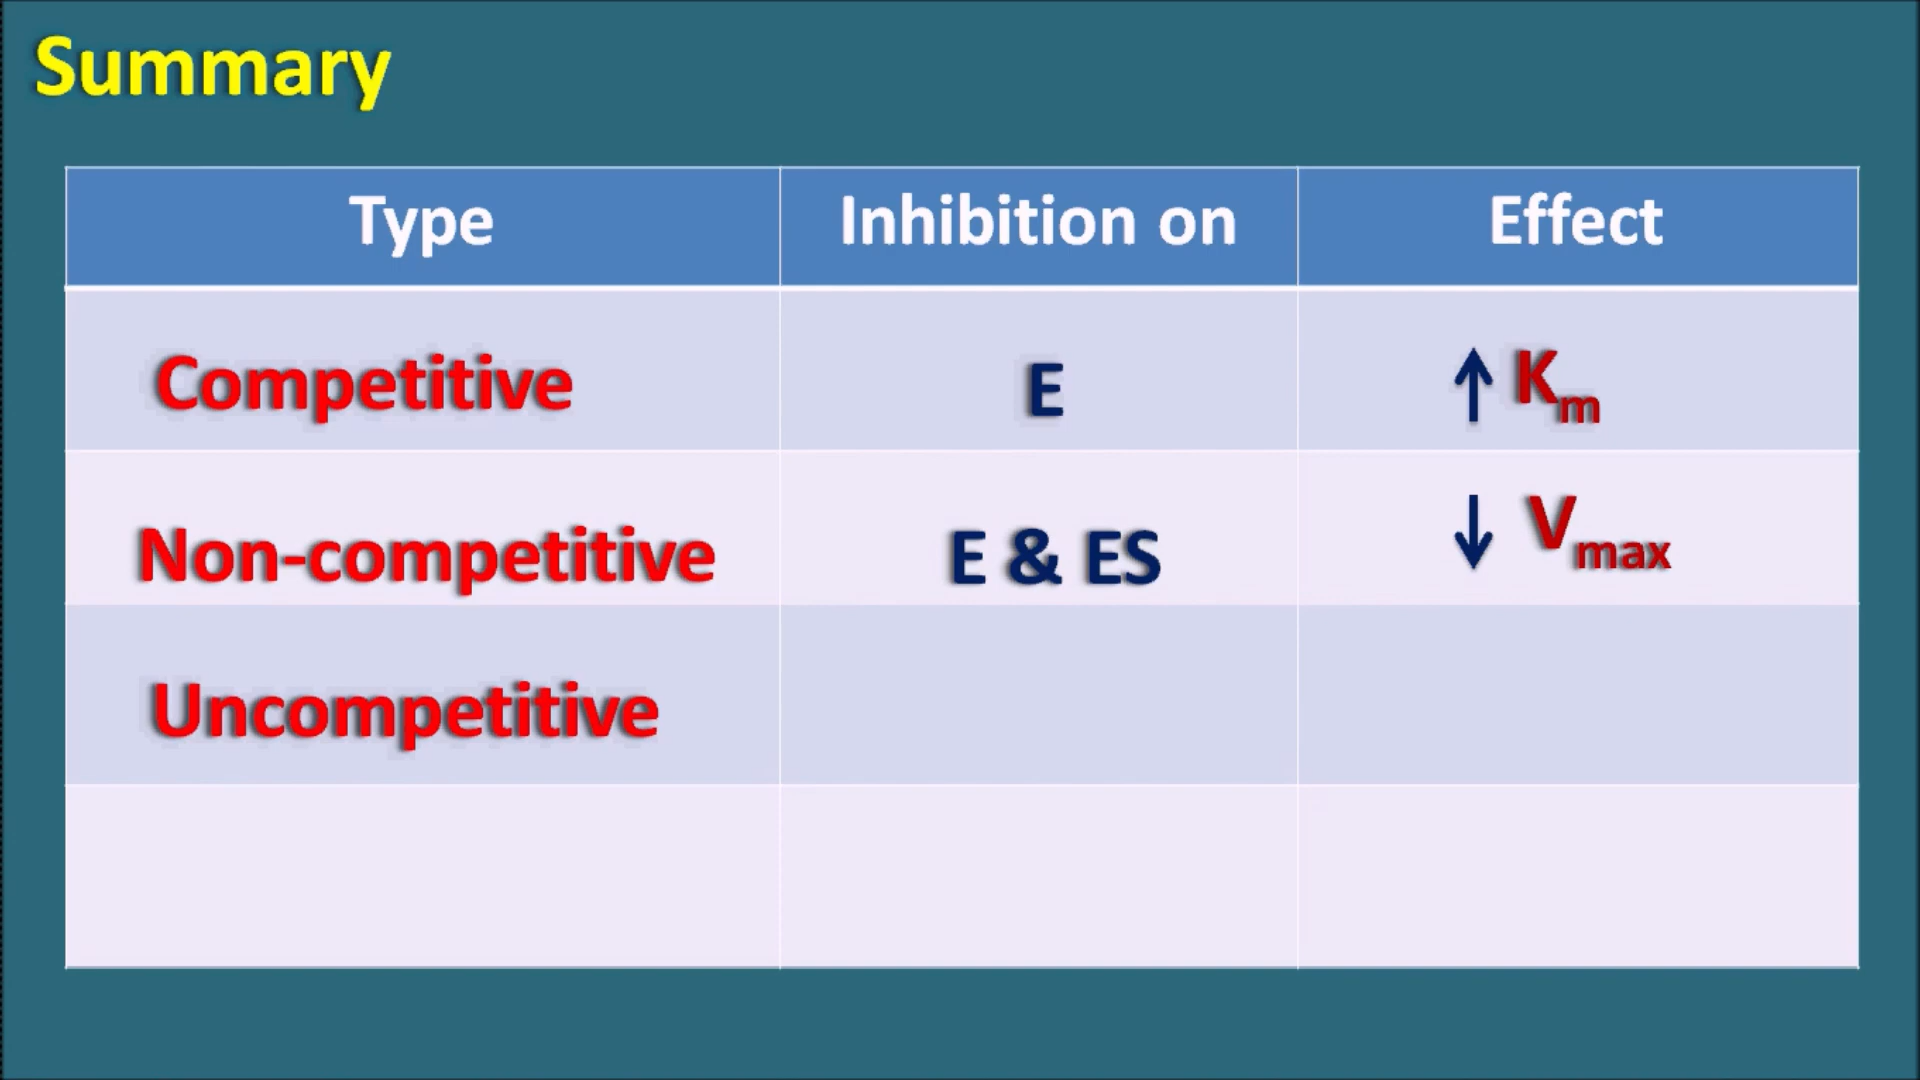 Summary
Type Inhibition on Effect
Competitive E ↑ Km
Non-competitive E & ES ↓ Vmax
Uncompetitive